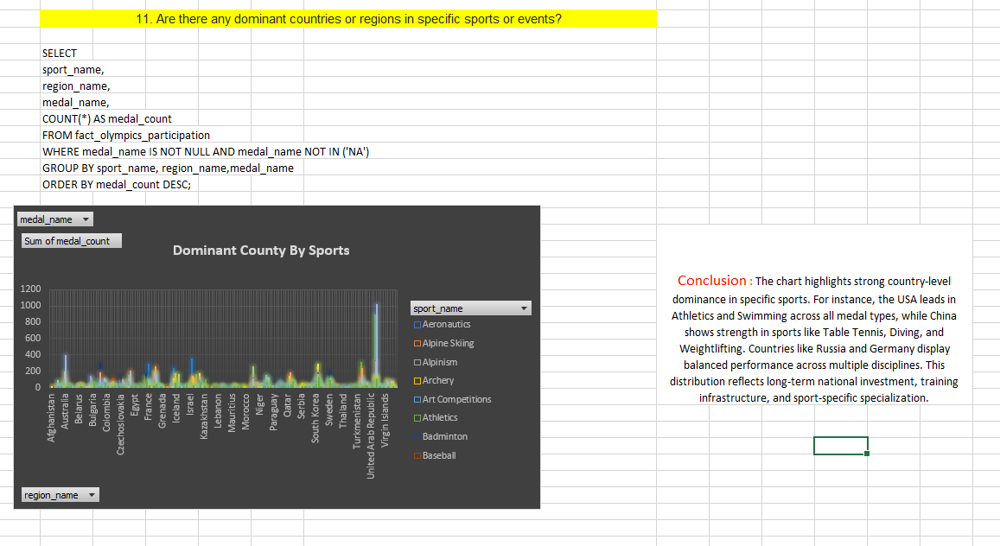 11. Are there any dominant countries or regions in specific sports or events?
SELECT
sport_name,
region_name,
medal_name,
COUNT(*) AS medal_count
FROM fact_olympics_participation
WHERE medal_name IS NOT NULL AND medal_name NOT IN ('NA')
GROUP BY sport_name, region_name,medal_name
ORDER BY medal_count DESC;
medal_name
Sum of medal_count
Dominant County By Sports
1200
1000
800
600
400
200
0
Afghanistan
Australia
Belarus
Bulgaria
Colombia
Czechoslovakia
Egypt
France
Grenada
Iceland
Israel
Kazakhstan
Lebanon
Mauritius
Morocco
Niger
Paraguay
Qatar
Serbia
South Korea
Sweden
Thailand
Turkmenistan
United Arab Republic
Virgin Islands
sport_name
Aeronautics
Alpine Skiing
Alpinism
Archery
Art Competitions
Athletics
Badminton
Baseball
region_name
Conclusion : The chart highlights strong country-level
dominance in specific sports. For instance, the USA leads in
Athletics and Swimming across all medal types, while China
shows strength in sports like Table Tennis, Diving, and
Weightlifting. Countries like Russia and Germany display
balanced performance across multiple disciplines. This
distribution reflects long-term national investment, training
infrastructure, and sport-specific specialization.